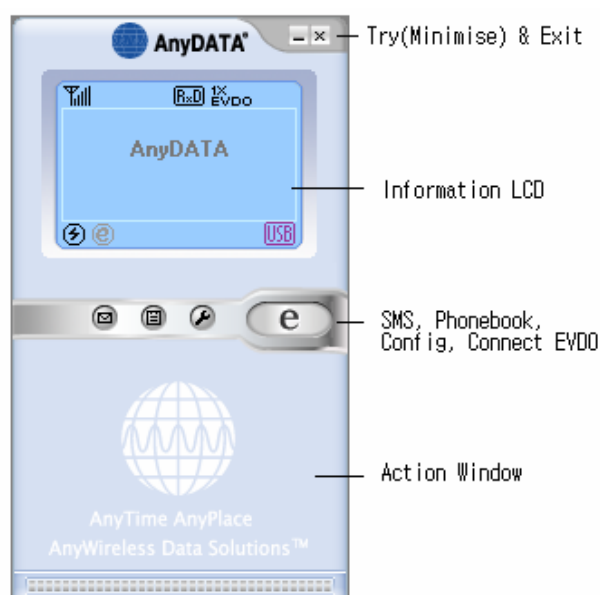 AnyDATA®
Try(Minimise) & Exit
RxD 1X EVDO
AnyDATA
Information LCD
e USB
e
SMS, Phonebook,
Config, Connect EVDO
Action Window
AnyTime AnyPlace
AnyWireless Data Solutions™